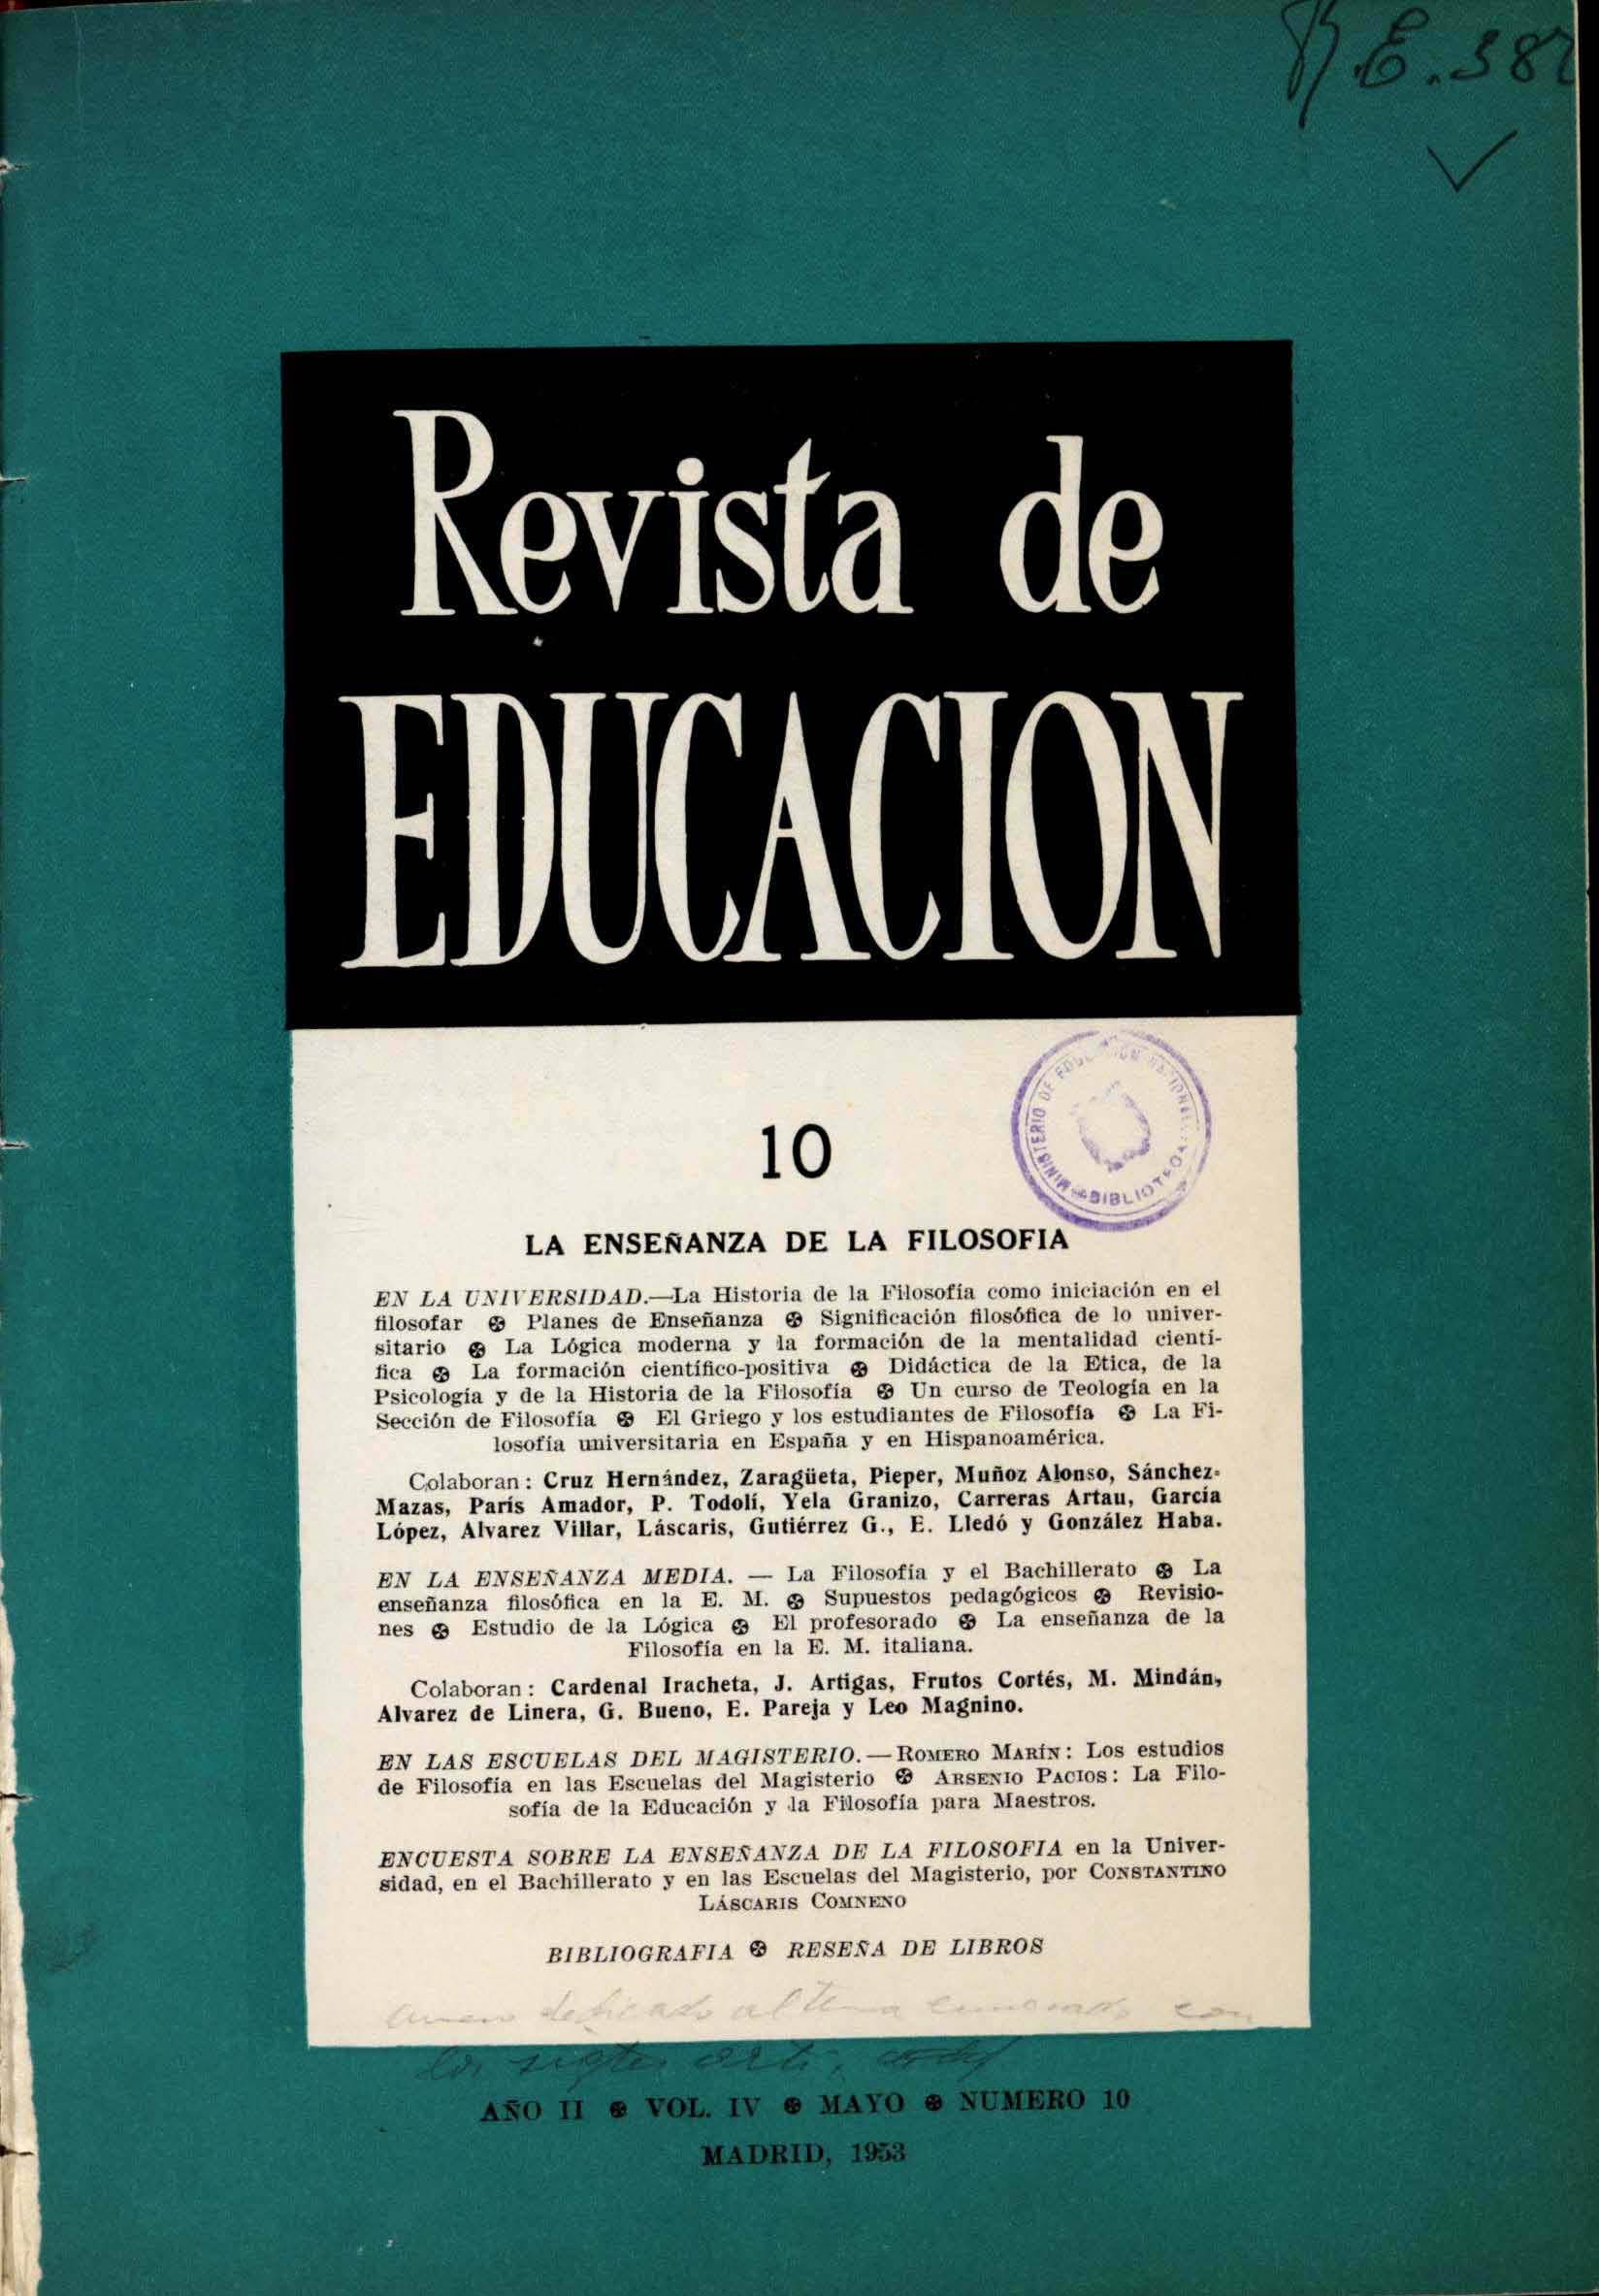 E. 38
Revista de
EDUCACION
MINISTERIO DE EDUCACION NACIONAL
BIBLIOTECA
10
LA ENSEÑANZA DE LA FILOSOFIA
EN LA UNIVERSIDAD.—La Historia de la Filosofía como iniciación en el
filosofar ✪ Planes de Enseñanza ✪ Significación filosófica de lo univer-
sitario ✪ La Lógica moderna y la formación de la mentalidad cientí-
fica ✪ La formación científico-positiva ✪ Didáctica de la Etica, de la
Psicología y de la Historia de la Filosofía ✪ Un curso de Teología en la
Sección de Filosofía ✪ El Griego y los estudiantes de Filosofía ✪ La Fi-
losofía universitaria en España y en Hispanoamérica.
Colaboran: Cruz Hernández, Zaragüeta, Pieper, Muñoz Alonso, Sánchez-
Mazas, París Amador, P. Todolí, Yela Granizo, Carreras Artau, García
López, Alvarez Villar, Láscaris, Gutiérrez G., E. Lledó y González Haba.
EN LA ENSEÑANZA MEDIA. — La Filosofía y el Bachillerato ✪ La
enseñanza filosófica en la E. M. ✪ Supuestos pedagógicos ✪ Revisio-
nes ✪ Estudio de la Lógica ✪ El profesorado ✪ La enseñanza de la
Filosofía en la E. M. italiana.
Colaboran: Cardenal Iracheta, J. Artigas, Frutos Cortés, M. Mindán,
Alvarez de Linera, G. Bueno, E. Pareja y Leo Magnino.
EN LAS ESCUELAS DEL MAGISTERIO.—ROMERO MARÍN: Los estudios
de Filosofía en las Escuelas del Magisterio ✪ ARSENIO PACIOS: La Filo-
sofía de la Educación y la Filosofía para Maestros.
ENCUESTA SOBRE LA ENSEÑANZA DE LA FILOSOFIA en la Univer-
sidad, en el Bachillerato y en las Escuelas del Magisterio, por CONSTANTINO
LÁSCARIS COMNENO
BIBLIOGRAFIA ✪ RESEÑA DE LIBROS
dedicado al tema con
los
AÑO II ✪ VOL. IV ✪ MAYO ✪ NUMERO 10
MADRID, 1953